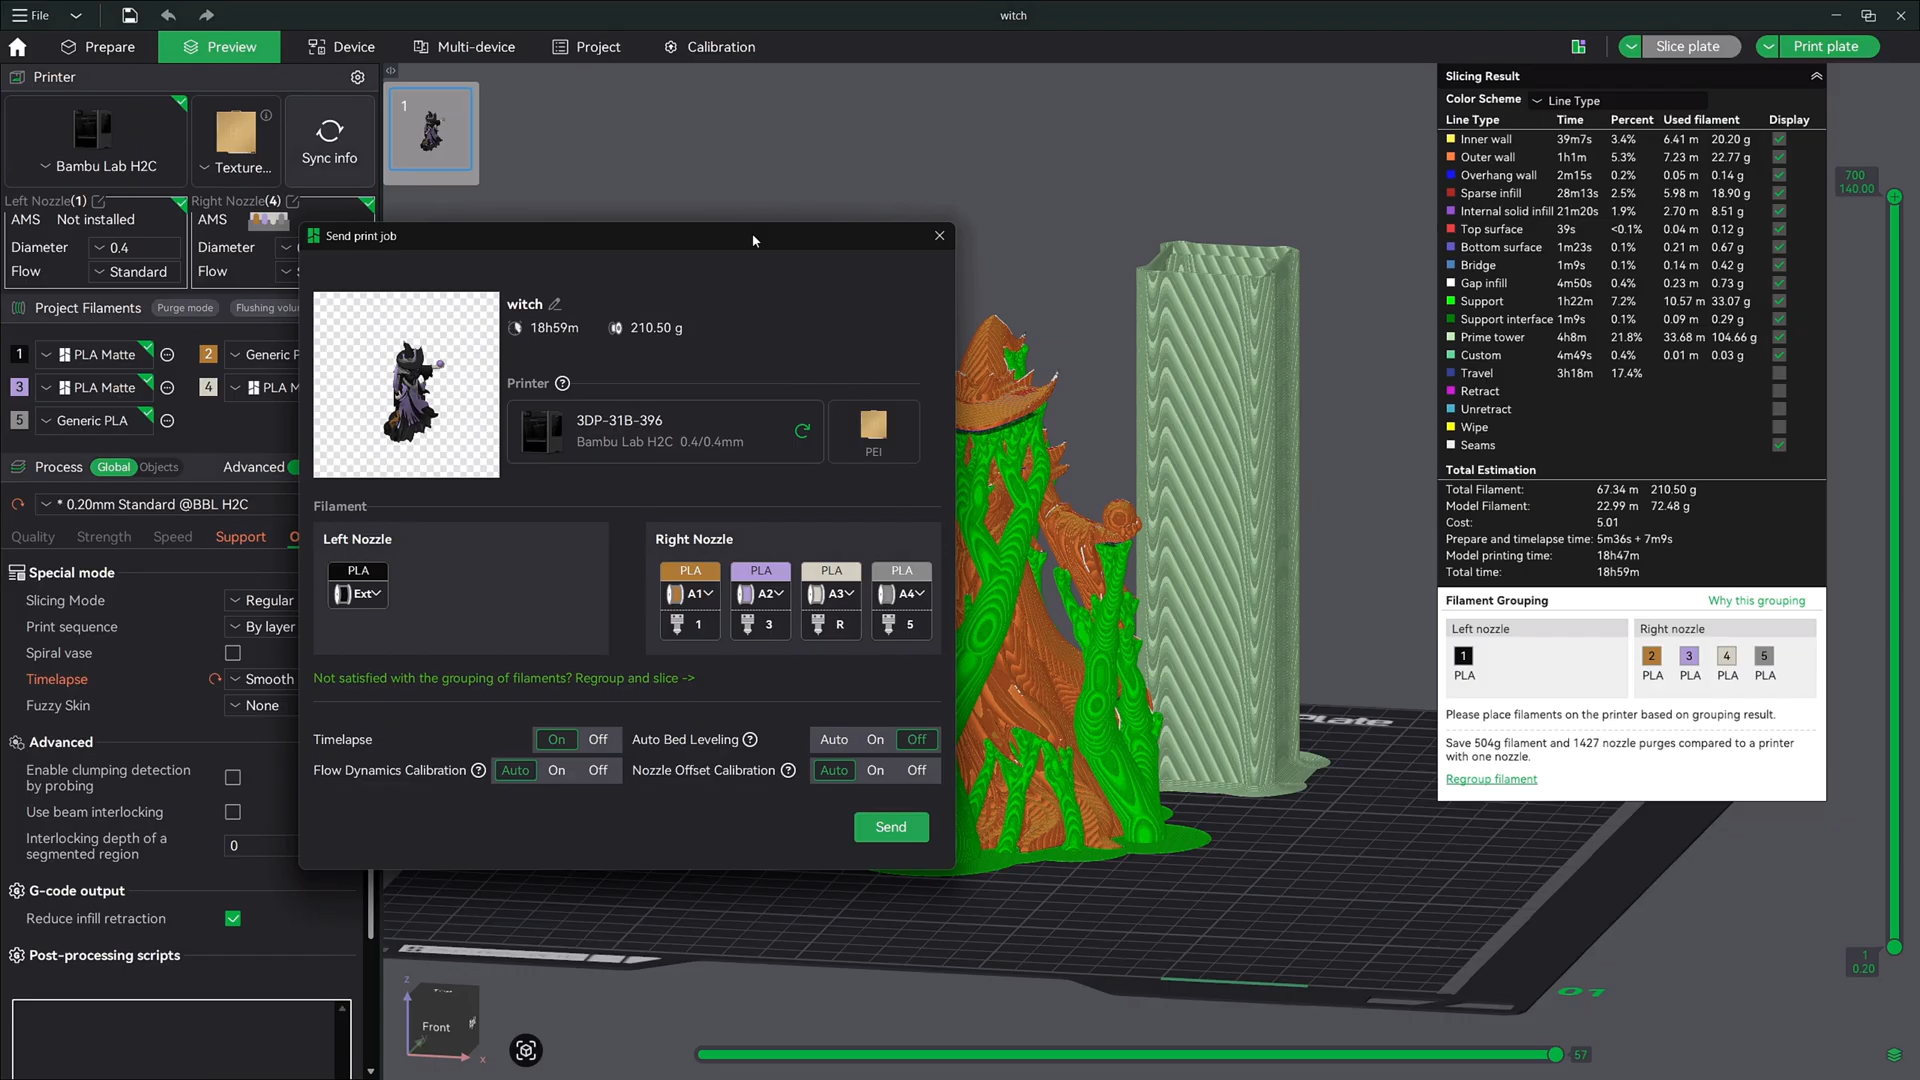 File
witch
Prepare
Preview
Device
Multi-device
Project
Calibration
Slice plate
Print plate
Printer
Bambu Lab H2C
Texture...
Sync info
Left Nozzle(1)
Right Nozzle(4)
AMS Not installed
AMS
Diameter 0.4
Diameter
Flow Standard
Flow
Project Filaments Purge mode Flushing volu
1 PLA Matte
2 Generic P
3 PLA Matte
4 PLA M
5 Generic PLA
Process Global Objects Advanced
* 0.20mm Standard @BBL H2C
Quality Strength Speed Support O
Special mode
Slicing Mode Regular
Print sequence By layer
Spiral vase
Timelapse Smooth
Fuzzy Skin None
Advanced
Enable clumping detection
by probing
Use beam interlocking
Interlocking depth of a
segmented region
0
G-code output
Reduce infill retraction
Post-processing scripts
1
Send print job
witch
18h59m 210.50 g
Printer ?
3DP-31B-396
Bambu Lab H2C 0.4/0.4mm
PEI
Filament
Left Nozzle
PLA
Ext
Right Nozzle
PLA PLA PLA PLA
A1 A2 A3 A4
1 3 R 5
Not satisfied with the grouping of filaments? Regroup and slice ->
Timelapse On Off
Auto Bed Leveling ? Auto On Off
Flow Dynamics Calibration ? Auto On Off
Nozzle Offset Calibration ? Auto On Off
Send
Slicing Result
Color Scheme Line Type
Line Type Time Percent Used filament Display
Inner wall 39m7s 3.4% 6.41 m 20.20 g
Outer wall 1h1m 5.3% 7.23 m 22.77 g
Overhang wall 2m15s 0.2% 0.05 m 0.14 g
Sparse infill 28m13s 2.5% 5.98 m 18.90 g
Internal solid infill 21m20s 1.9% 2.70 m 8.51 g
Top surface 39s <0.1% 0.04 m 0.12 g
Bottom surface 1m23s 0.1% 0.21 m 0.67 g
Bridge 1m9s 0.1% 0.14 m 0.42 g
Gap infill 4m50s 0.4% 0.23 m 0.73 g
Support 1h22m 7.2% 10.57 m 33.07 g
Support interface 1m9s 0.1% 0.09 m 0.29 g
Prime tower 4h8m 21.8% 33.68 m 104.66 g
Custom 4m49s 0.4% 0.01 m 0.03 g
Travel 3h18m 17.4%
Retract
Unretract
Wipe
Seams
Total Estimation
Total Filament: 67.34 m 210.50 g
Model Filament: 22.99 m 72.48 g
Cost: 5.01
Prepare and timelapse time: 5m36s + 7m9s
Model printing time: 18h47m
Total time: 18h59m
Filament Grouping Why this grouping
Left nozzle
1
PLA
Right nozzle
2 3 4 5
PLA PLA PLA PLA
Please place filaments on the printer based on grouping result.
Save 504g filament and 1427 nozzle purges compared to a printer
with one nozzle.
Regroup filament
700
140.00
1
0.20
Plate
07
z
Front
x
57